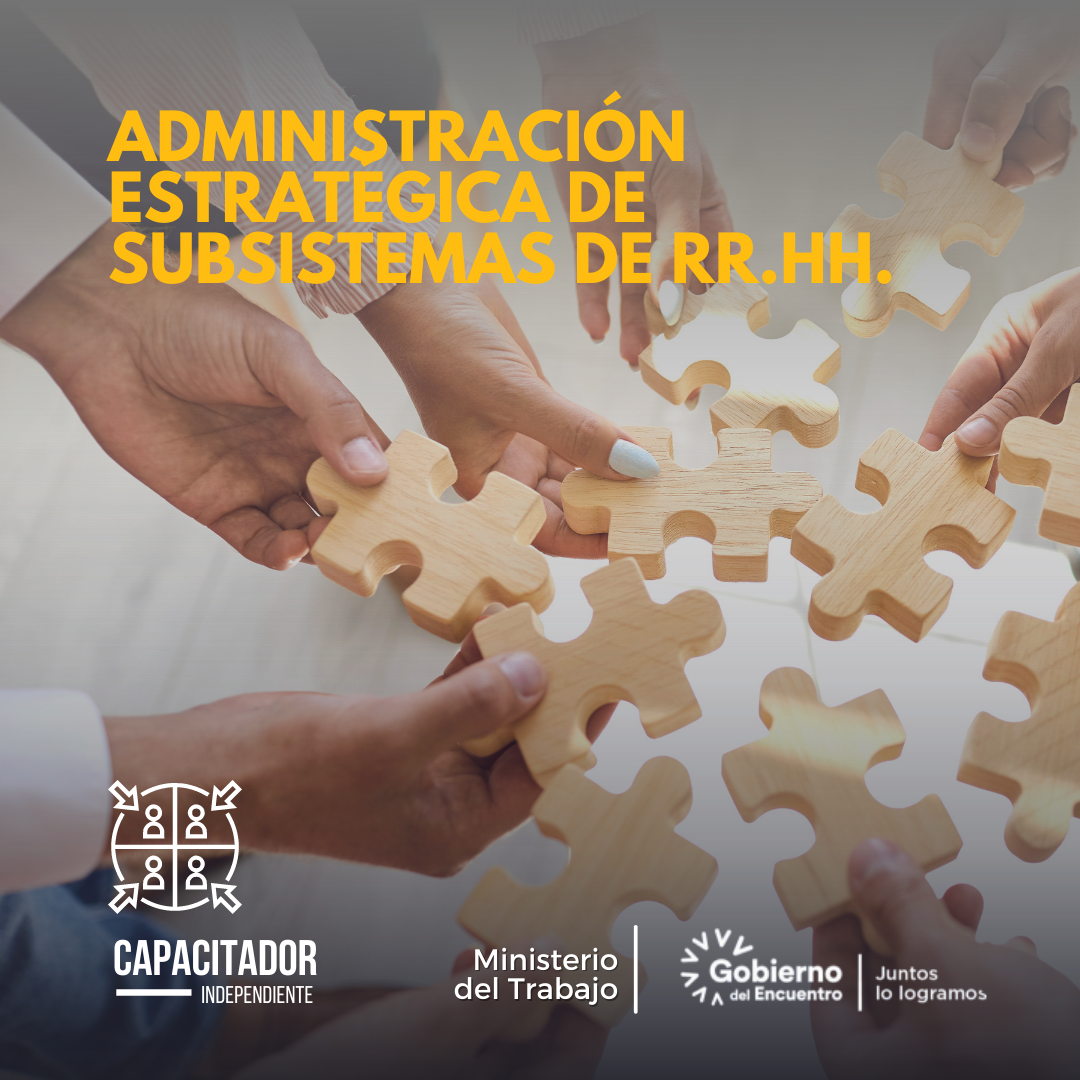 ADMINISTRACIÓN
ESTRATÉGICA DE
SUBSISTEMAS DE RR.HH.
CAPACITADOR
INDEPENDIENTE
Ministerio
del Trabajo
Gobierno
del Encuentro
Juntos
lo logramos